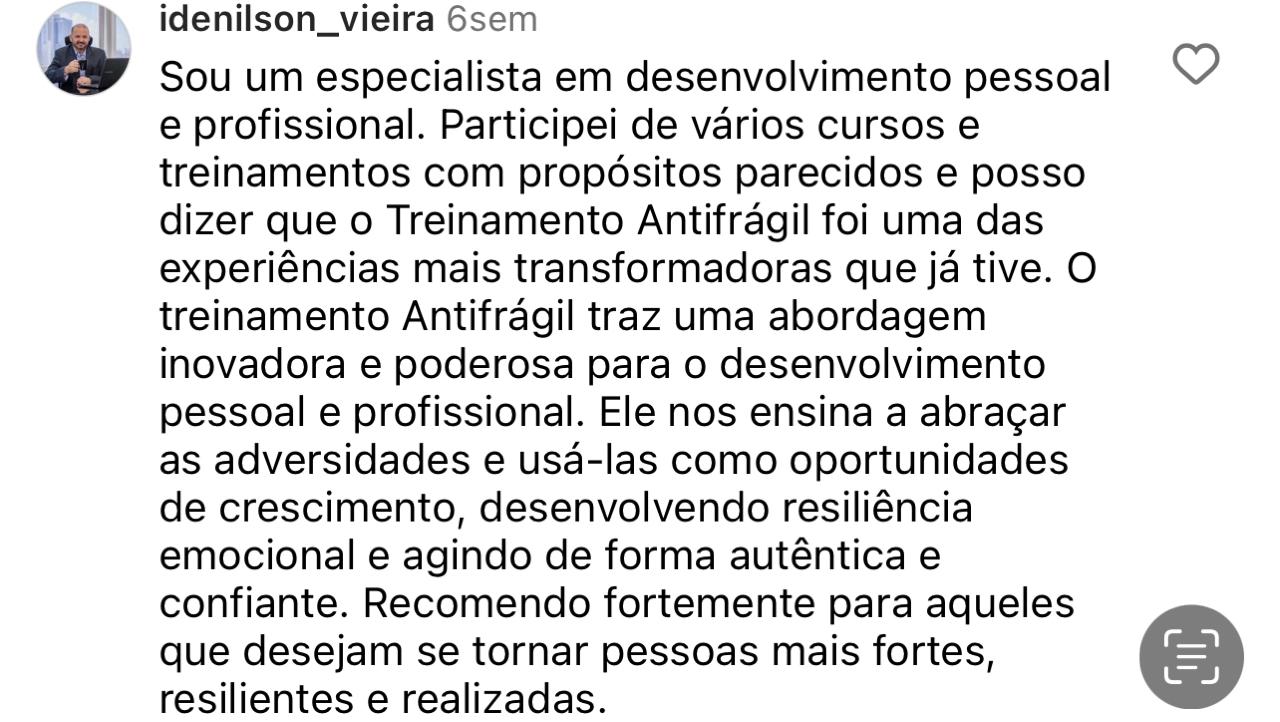 idenilson_vieira 6sem
Sou um especialista em desenvolvimento pessoal
e profissional. Participei de vários cursos e
treinamentos com propósitos parecidos e posso
dizer que o Treinamento Antifrágil foi uma das
experiências mais transformadoras que já tive. O
treinamento Antifrágil traz uma abordagem
inovadora e poderosa para o desenvolvimento
pessoal e profissional. Ele nos ensina a abraçar
as adversidades e usá-las como oportunidades
de crescimento, desenvolvendo resiliência
emocional e agindo de forma autêntica e
confiante. Recomendo fortemente para aqueles
que desejam se tornar pessoas mais fortes,
resilientes e realizadas.